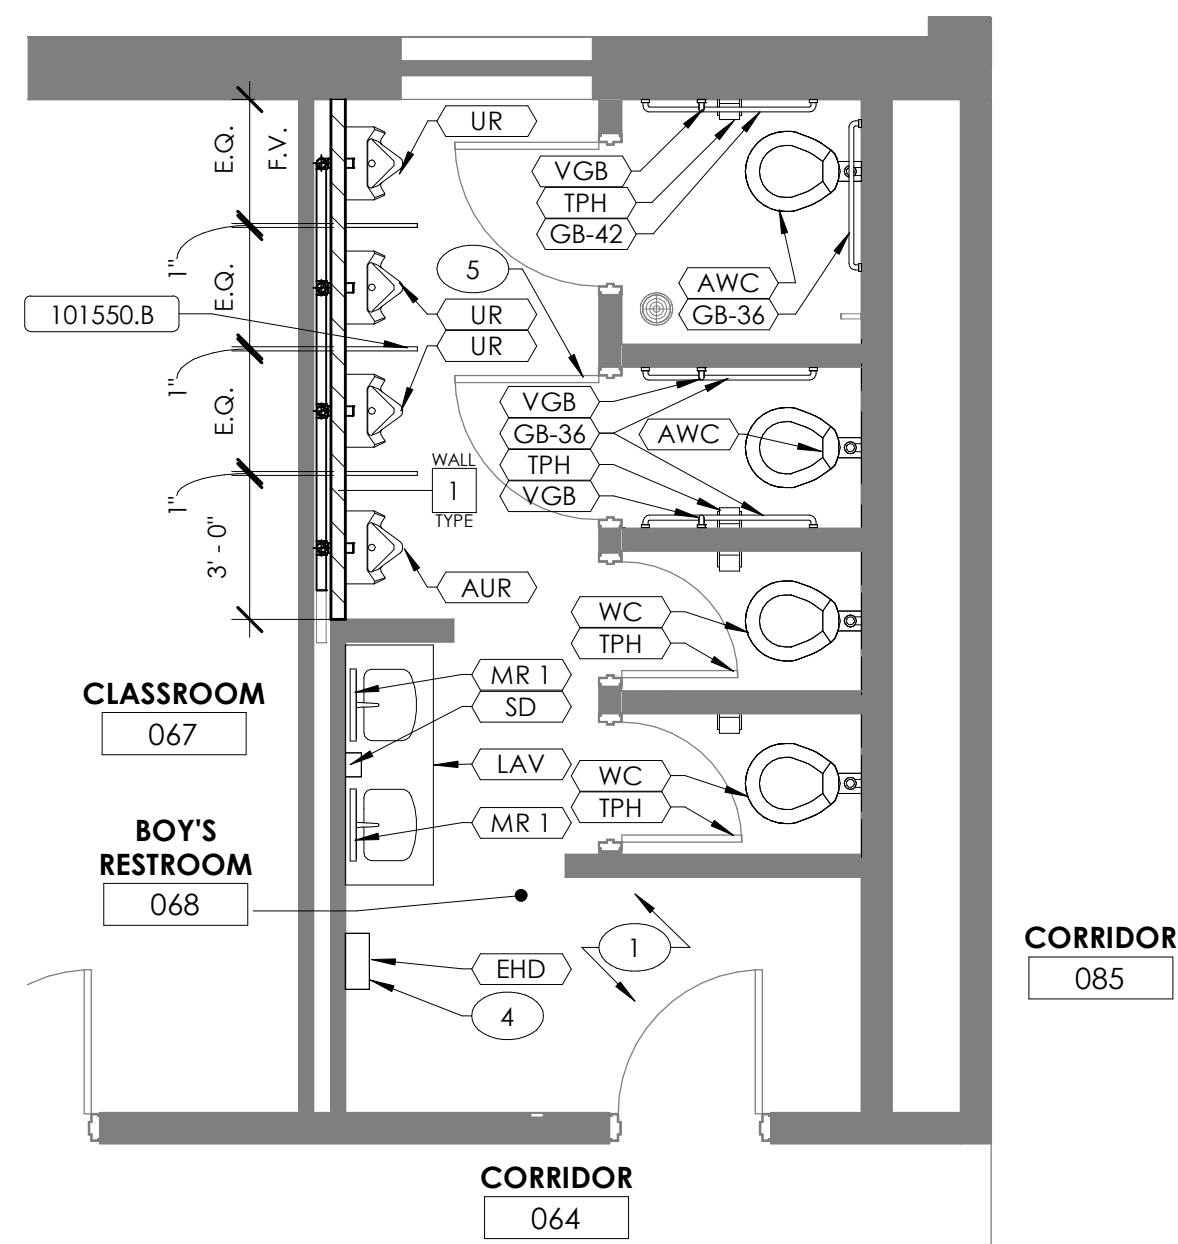 E.Q.
F.V.
UR
VGB
TPH
GB-42
5
1"
E.Q.
AWC
GB-36
101550.B
UR
UR
1"
E.Q.
VGB
GB-36
AWC
TPH
VGB
WALL
1
TYPE
1"
3' - 0"
AUR
WC
TPH
MR 1
SD
CLASSROOM
067
LAV
WC
TPH
MR 1
BOY'S
RESTROOM
068
1
EHD
4
CORRIDOR
085
CORRIDOR
064